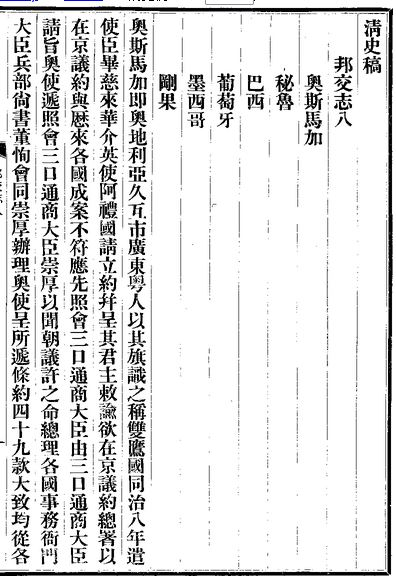 清史稿
邦交志八
奧斯馬加
秘魯
巴西
葡萄牙
墨西哥
剛果
奧斯馬加即奧地利亞久互市廣東粵人以其旗識之稱雙鷹國同治八年遣
使臣畢慈來華介英使阿禮國請立約幷呈其君主敕諭欲在京議約總署以
在京議約與歷來各國成案不符應先照會三口通商大臣由三口通商大臣
請旨奧使遞照會三口通商大臣崇厚以聞朝議許之命總理各國事務衙門
大臣兵部尙書董恂會同崇厚辦理奧使呈所遞條約四十九款大致均從各